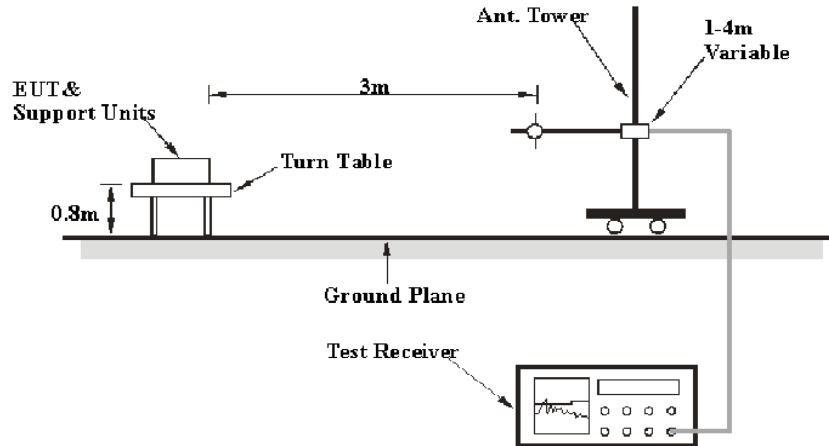 Ant. Tower
1-4m
Variable
3m
EUT&
Support Units
Turn Table
0.8m
Ground Plane
Test Receiver